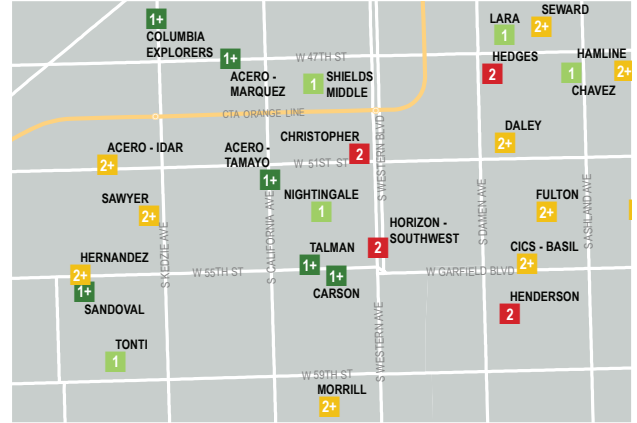 1+
COLUMBIA
EXPLORERS
LARA
1
SEWARD
2+
W 47TH ST
1+
ACERO -
MARQUEZ
1
SHIELDS
MIDDLE
HEDGES
2
HAMLINE
2+
1
CHAVEZ
CTA ORANGE LINE
CHRISTOPHER
2
S WESTERN BLVD
DALEY
2+
ACERO - IDAR
2+
ACERO -
TAMAYO
1+
W 51ST ST
SAWYER
2+
S KEDZIE AVE
S CALIFORNIA AVE
NIGHTINGALE
1
HORIZON -
SOUTHWEST
2
S DAMEN AVE
FULTON
2+
S ASHLAND AVE
HERNANDEZ
2+
1+
SANDOVAL
W 55TH ST
TALMAN
1+
1+
CARSON
W GARFIELD BLVD
CICS - BASIL
2+
HENDERSON
2
S WESTERN AVE
TONTI
1
W 59TH ST
MORRILL
2+